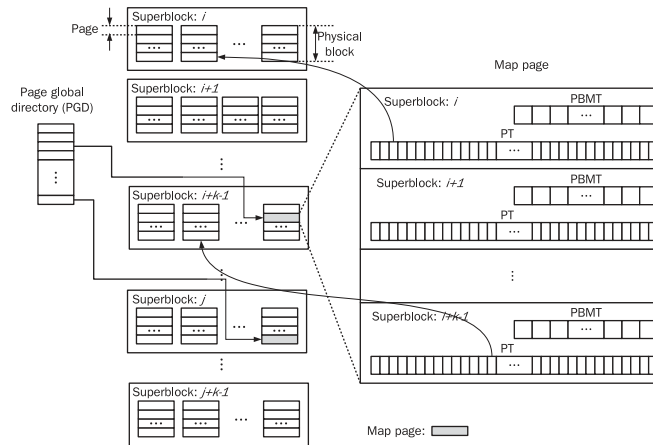 Superblock: i
Page
...
...
...
...
Physical
block
Map page
Page global
directory (PGD)
Superblock: i+1
...
...
...
...
Superblock: i
PBMT
...
PT
...
⋮
⋮
Superblock: i+1
PBMT
...
PT
...
Superblock: i+k-1
...
...
...
...
⋮
⋮
Superblock: j
...
...
...
...
Superblock: i+k-1
PBMT
...
PT
...
Superblock: j+k-1
...
...
...
...
Map page: